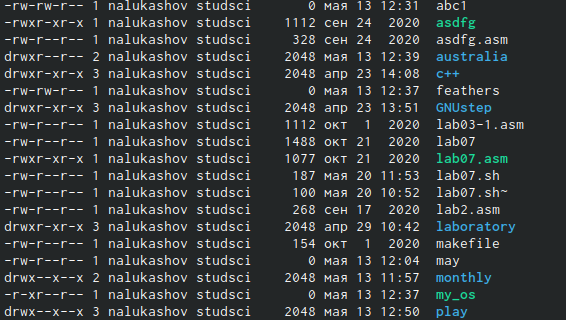 -rw-rw-r-- 1 nalukashov studsci    0 мая 13 12:31 abc1
-rwxr-xr-x 1 nalukashov studsci 1112 сен 24  2020 asdfg
-rw-r--r-- 1 nalukashov studsci  328 сен 24  2020 asdfg.asm
drwxr--r-- 2 nalukashov studsci 2048 мая 13 12:39 australia
drwxr-xr-x 3 nalukashov studsci 2048 апр 23 14:08 c++
-rw-rw-r-- 1 nalukashov studsci    0 мая 13 12:37 feathers
drwxr-xr-x 3 nalukashov studsci 2048 апр 23 13:51 GNUstep
-rw-r--r-- 1 nalukashov studsci 1112 окт  1  2020 lab03-1.asm
-rw-r--r-- 1 nalukashov studsci 1488 окт 21  2020 lab07
-rwxr-xr-x 1 nalukashov studsci 1077 окт 21  2020 lab07.asm
-rw-r--r-- 1 nalukashov studsci  187 мая 20 11:53 lab07.sh
-rw-r--r-- 1 nalukashov studsci  100 мая 20 10:52 lab07.sh~
-rw-r--r-- 1 nalukashov studsci  268 сен 17  2020 lab2.asm
drwxr-xr-x 3 nalukashov studsci 2048 апр 29 10:42 laboratory
-rw-r--r-- 1 nalukashov studsci  154 окт  1  2020 makefile
-rw-r--r-- 1 nalukashov studsci    0 мая 13 12:04 may
drwx--x--x 2 nalukashov studsci 2048 мая 13 11:57 monthly
-r-xr--r-- 1 nalukashov studsci    0 мая 13 12:37 my_os
drwx--x--x 3 nalukashov studsci 2048 мая 13 12:50 play